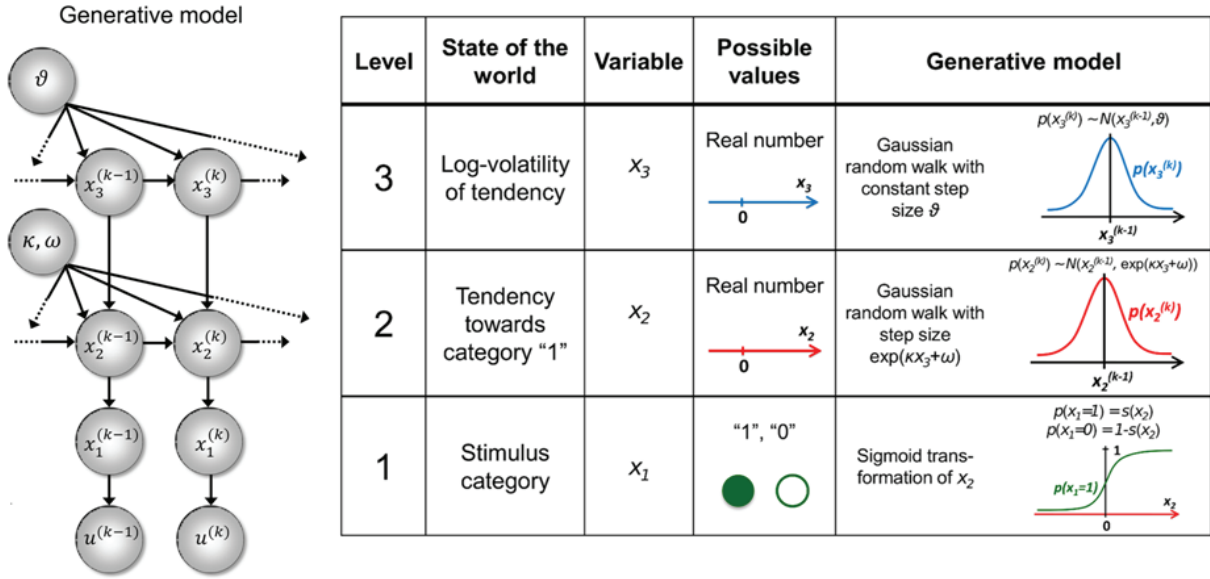 Generative model
ϑ
x₃⁽ᵏ⁻¹⁾
x₃⁽ᵏ⁾
κ, ω
x₂⁽ᵏ⁻¹⁾
x₂⁽ᵏ⁾
x₁⁽ᵏ⁻¹⁾
x₁⁽ᵏ⁾
u⁽ᵏ⁻¹⁾
u⁽ᵏ⁾
Level
State of the
world
Variable
Possible
values
Generative model
3
Log-volatility
of tendency
x₃
Real number
x₃
0
Gaussian
random walk with
constant step
size ϑ
p(x₃⁽ᵏ⁾) ~N(x₃⁽ᵏ⁻¹⁾,ϑ)
p(x₃⁽ᵏ⁾)
x₃⁽ᵏ⁻¹⁾
2
Tendency
towards
category “1”
x₂
Real number
x₂
0
Gaussian
random walk with
step size
exp(κx₃+ω)
p(x₂⁽ᵏ⁾) ~N(x₂⁽ᵏ⁻¹⁾, exp(κx₃+ω))
p(x₂⁽ᵏ⁾)
x₂⁽ᵏ⁻¹⁾
1
Stimulus
category
x₁
“1”, “0”
Sigmoid trans-
formation of x₂
p(x₁=1) =s(x₂)
p(x₁=0) =1-s(x₂)
1
p(x₁=1)
x₂
0